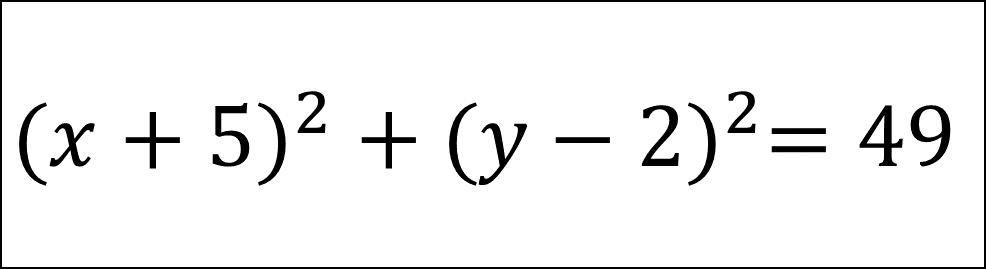 (x + 5)² + (y − 2)² = 49